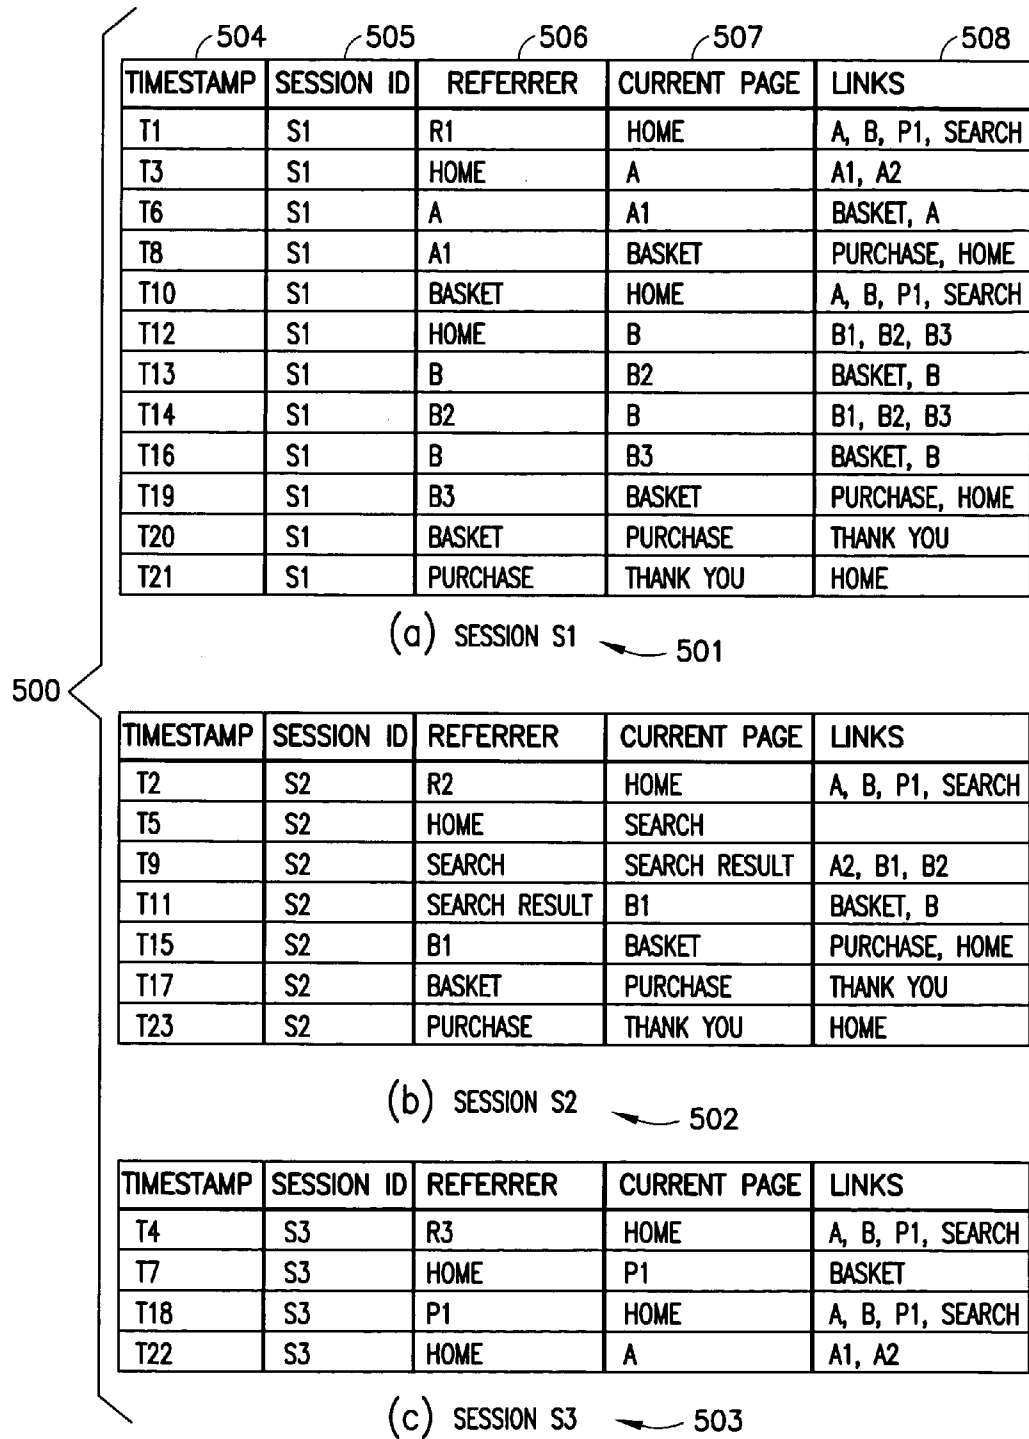 504 505 506 507 508
TIMESTAMP SESSION ID REFERRER CURRENT PAGE LINKS
T1 S1 R1 HOME A, B, P1, SEARCH
T3 S1 HOME A A1, A2
T6 S1 A A1 BASKET, A
T8 S1 A1 BASKET PURCHASE, HOME
T10 S1 BASKET HOME A, B, P1, SEARCH
T12 S1 HOME B B1, B2, B3
T13 S1 B B2 BASKET, B
T14 S1 B2 B B1, B2, B3
T16 S1 B B3 BASKET, B
T19 S1 B3 BASKET PURCHASE, HOME
T20 S1 BASKET PURCHASE THANK YOU
T21 S1 PURCHASE THANK YOU HOME
(a) SESSION S1 501
500
TIMESTAMP SESSION ID REFERRER CURRENT PAGE LINKS
T2 S2 R2 HOME A, B, P1, SEARCH
T5 S2 HOME SEARCH
T9 S2 SEARCH SEARCH RESULT A2, B1, B2
T11 S2 SEARCH RESULT B1 BASKET, B
T15 S2 B1 BASKET PURCHASE, HOME
T17 S2 BASKET PURCHASE THANK YOU
T23 S2 PURCHASE THANK YOU HOME
(b) SESSION S2 502
TIMESTAMP SESSION ID REFERRER CURRENT PAGE LINKS
T4 S3 R3 HOME A, B, P1, SEARCH
T7 S3 HOME P1 BASKET
T18 S3 P1 HOME A, B, P1, SEARCH
T22 S3 HOME A A1, A2
(c) SESSION S3 503